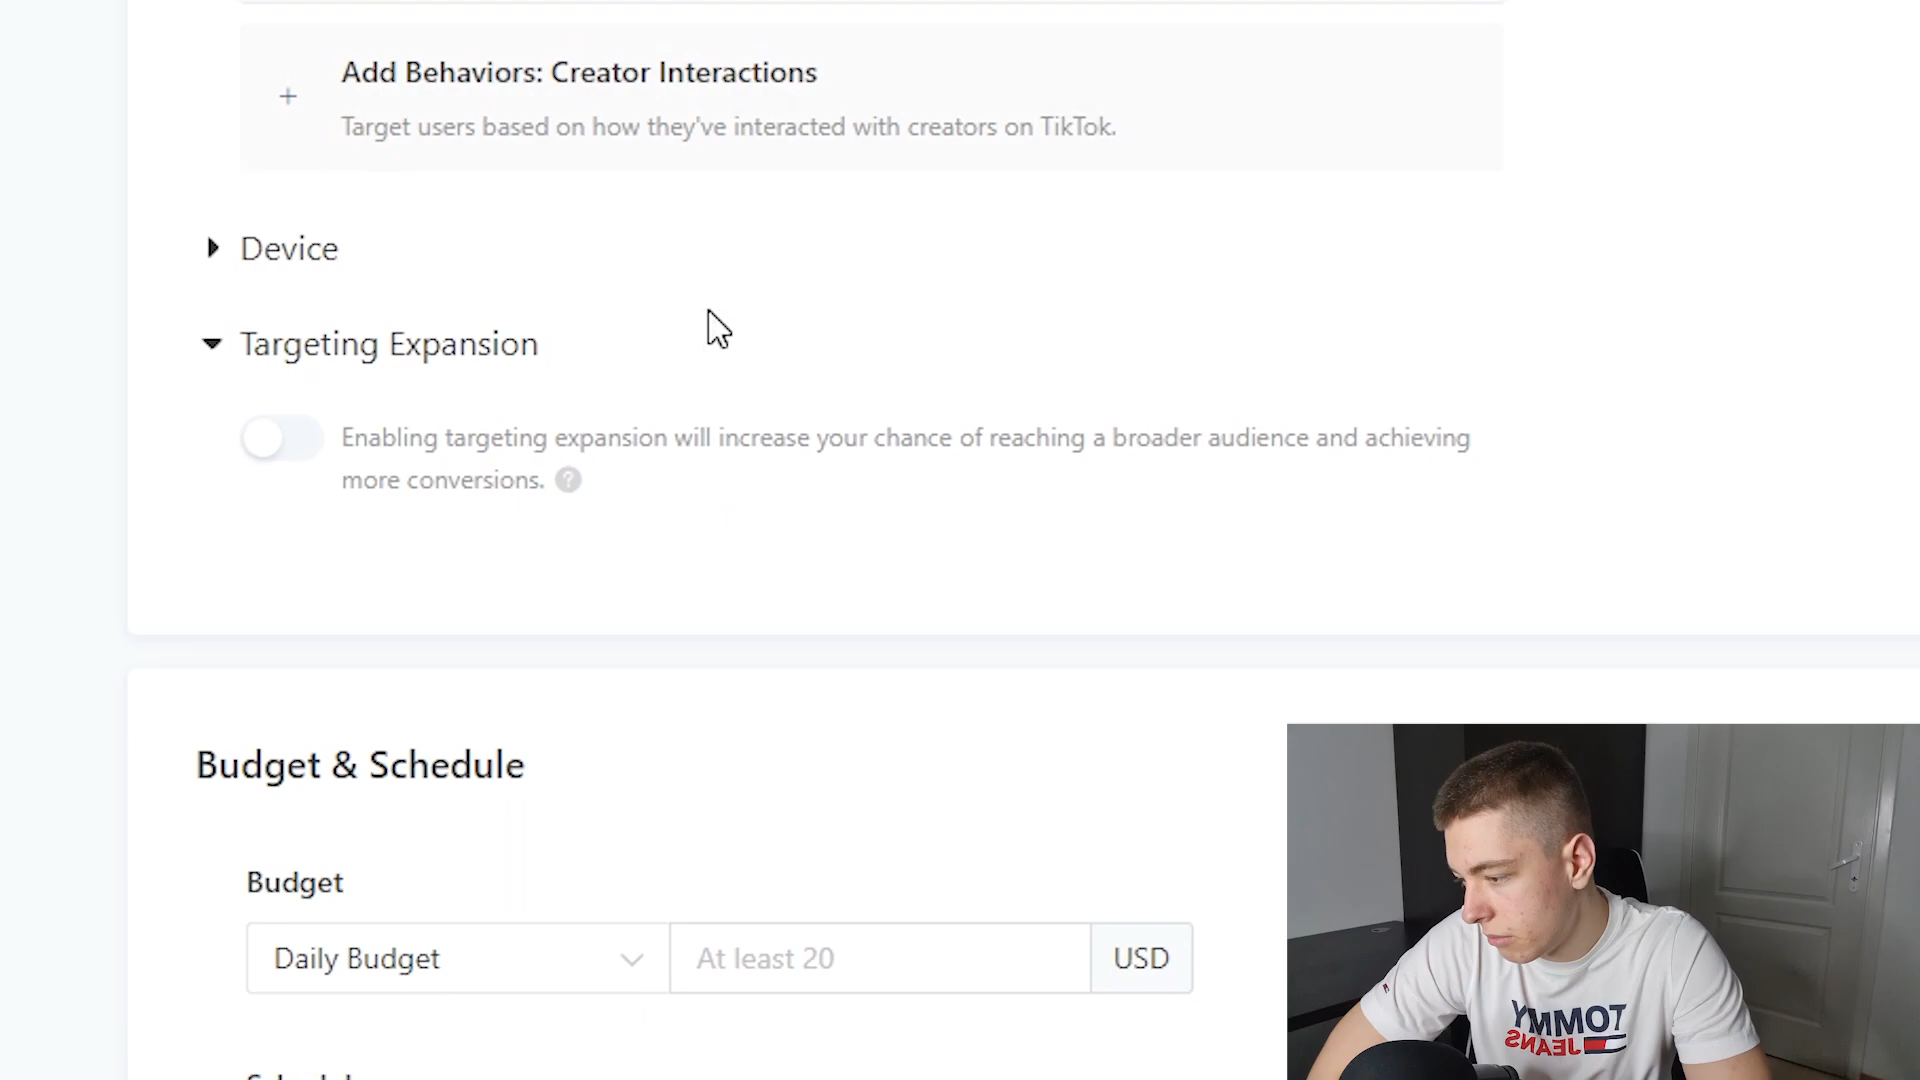 Add Behaviors: Creator Interactions
Target users based on how they've interacted with creators on TikTok.
Device
Targeting Expansion
Enabling targeting expansion will increase your chance of reaching a broader audience and achieving
more conversions.
Budget & Schedule
Budget
Daily Budget
At least 20
USD
TOMMY
JEANS